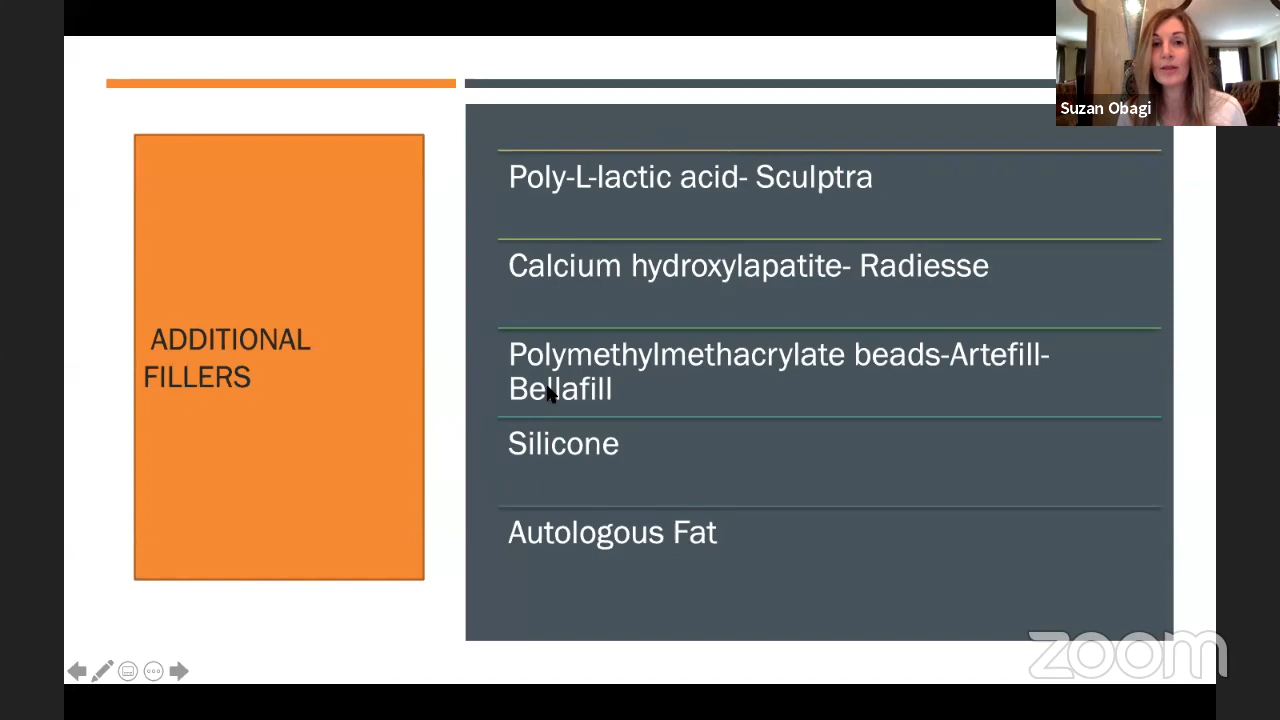 Suzan Obagi
ADDITIONAL
FILLERS
Poly-L-lactic acid- Sculptra
Calcium hydroxylapatite- Radiesse
Polymethylmethacrylate beads-Artefill-
Bellafill
Silicone
Autologous Fat
zoom